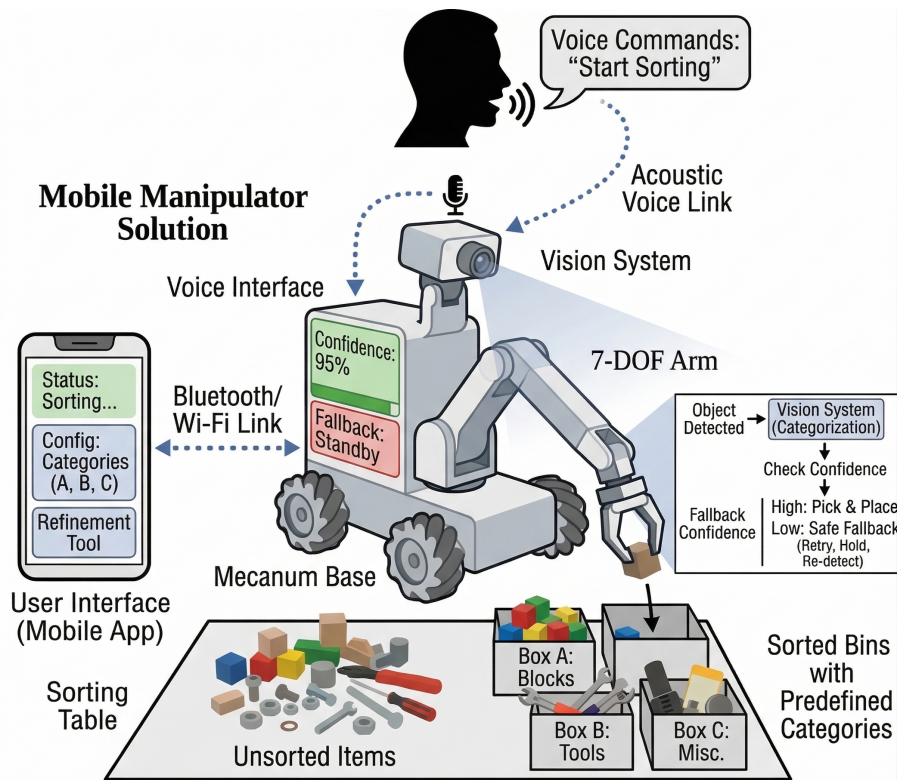 Voice Commands:
“Start Sorting”
Acoustic
Voice Link
Mobile Manipulator
Solution
Vision System
Voice Interface
Confidence:
95%
Fallback:
Standby
7-DOF Arm
Status:
Sorting...
Config:
Categories
(A, B, C)
Refinement
Tool
Bluetooth/
Wi-Fi Link
Object
Detected
Vision System
(Categorization)
Check Confidence
Fallback
Confidence
High: Pick & Place
Low: Safe Fallback
(Retry, Hold,
Re-detect)
Mecanum Base
User Interface
(Mobile App)
Sorting
Table
Unsorted Items
Box A:
Blocks
Box B:
Tools
Box C:
Misc.
Sorted Bins
with
Predefined
Categories